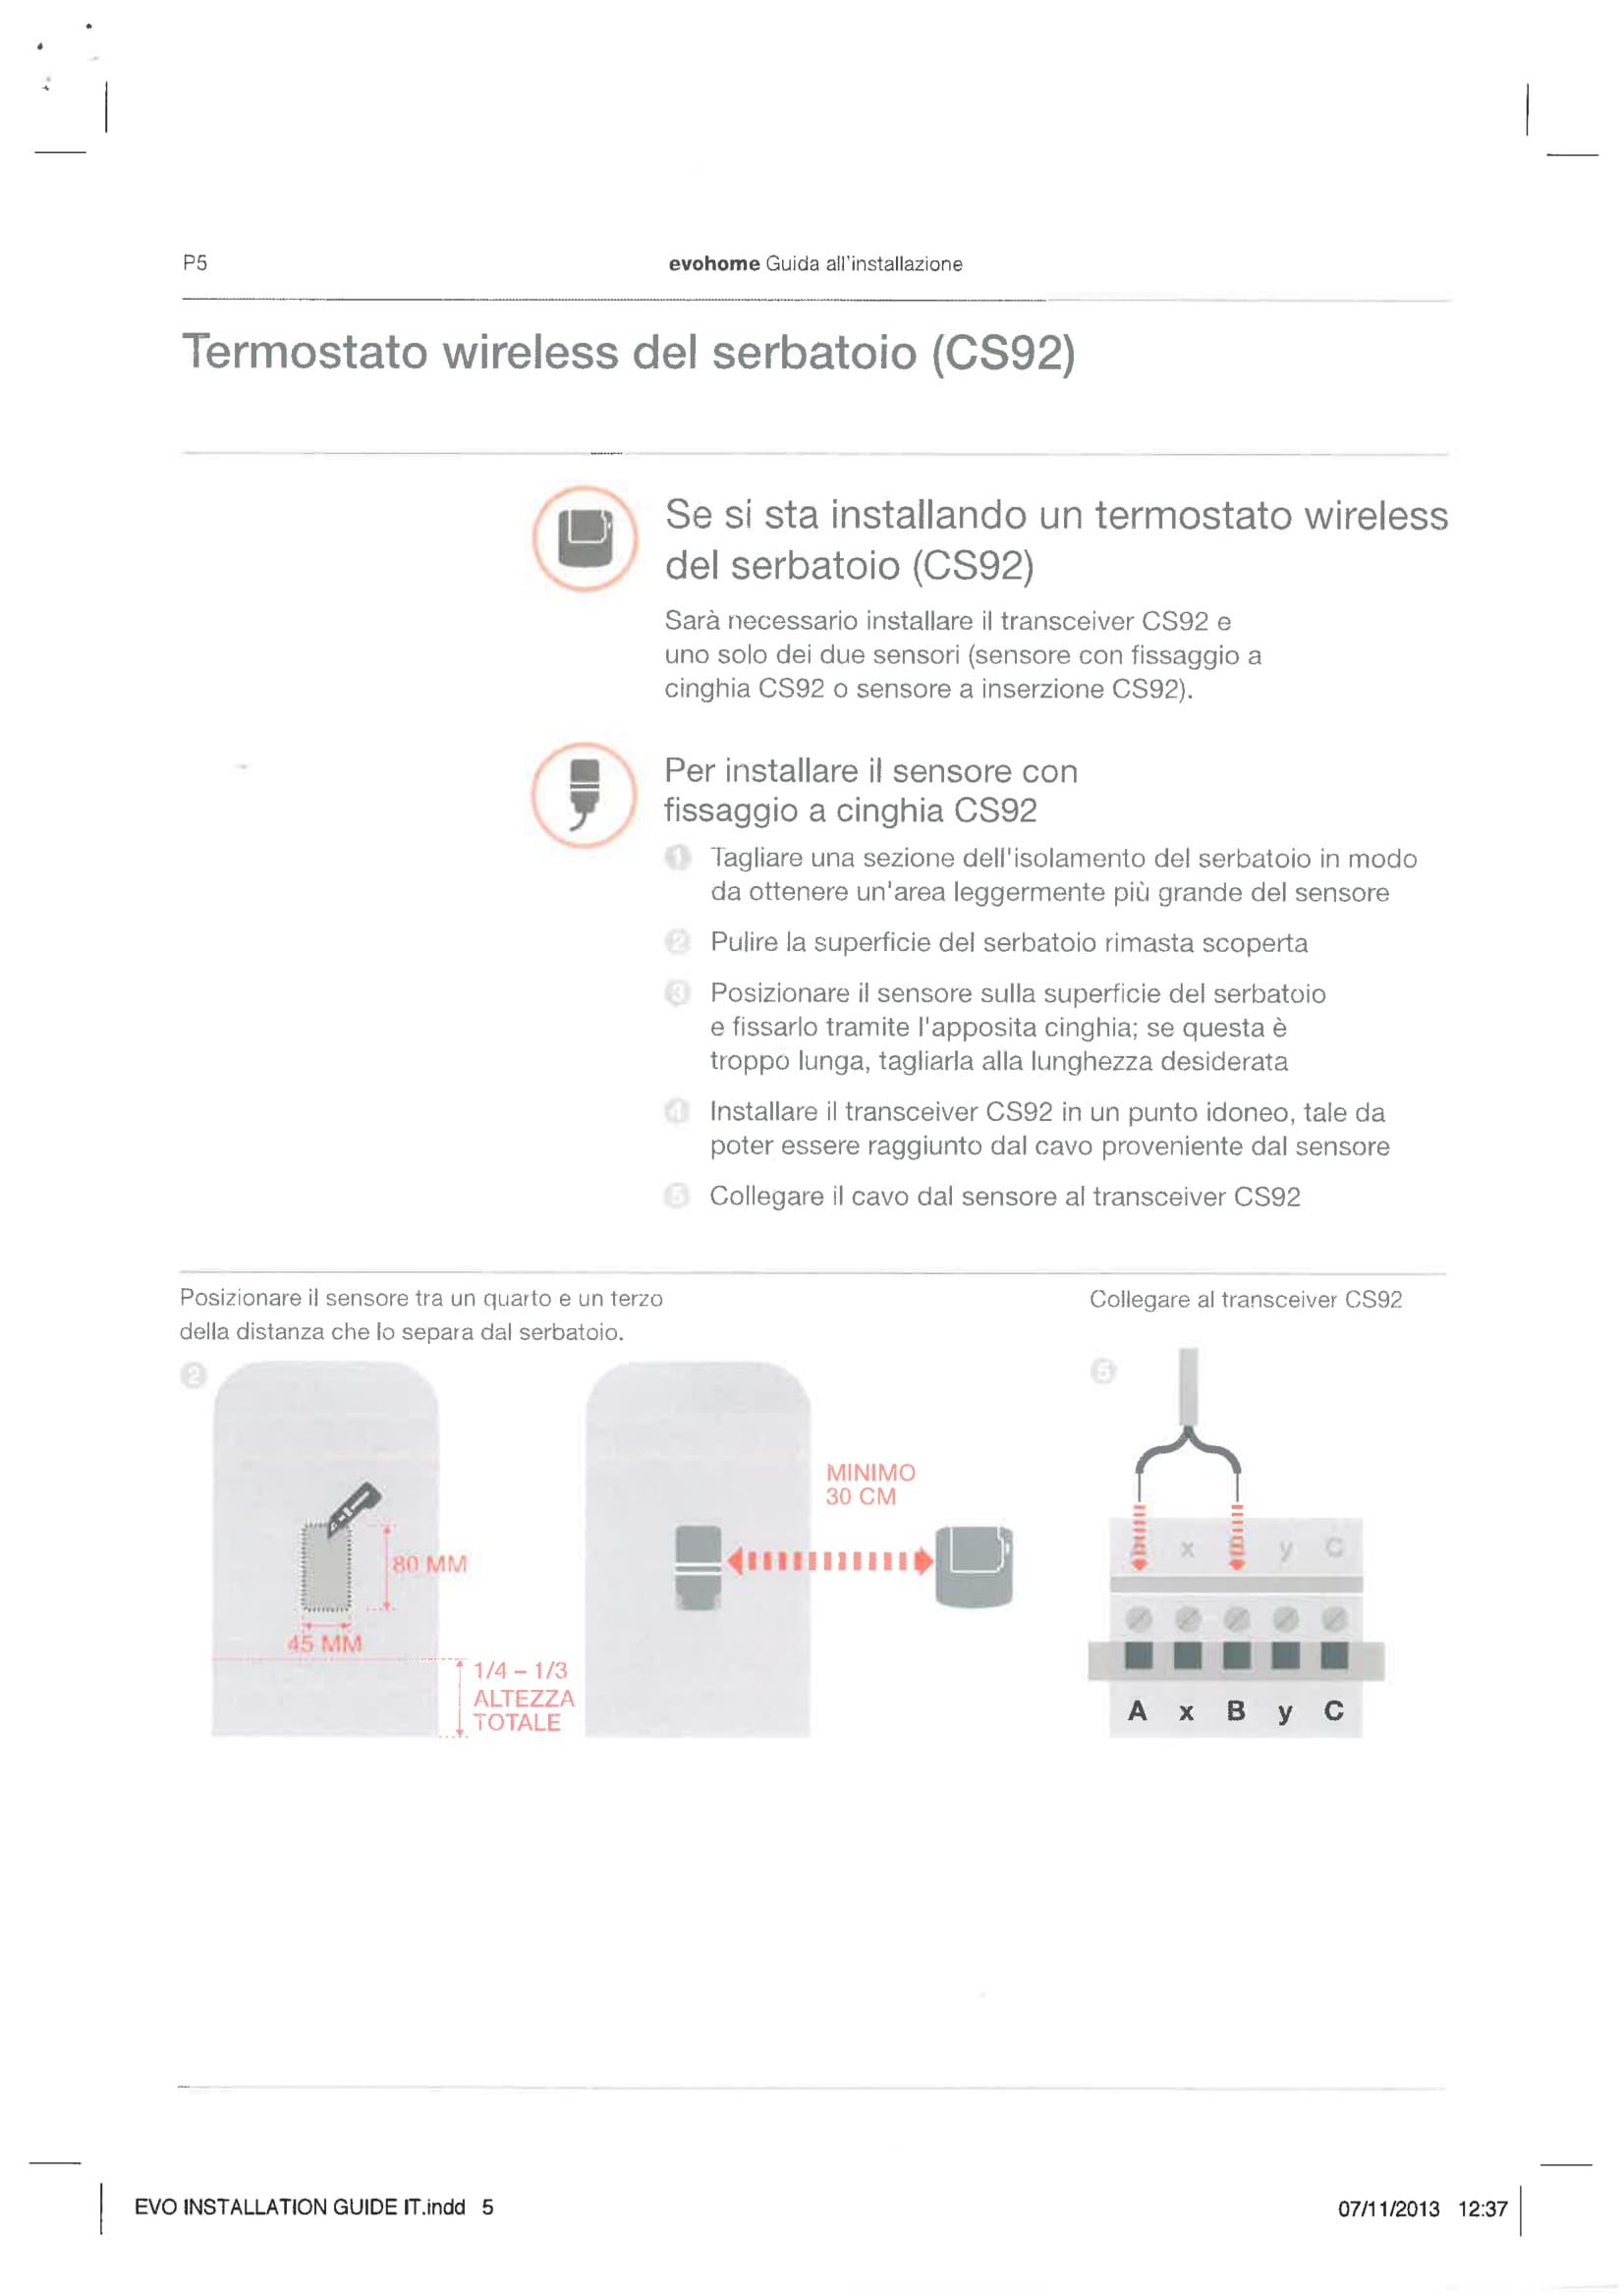 P5
evohome Guida all'installazione
Termostato wireless del serbatoio (CS92)
Se si sta installando un termostato wireless
del serbatoio (CS92)
Sarà necessario installare il transceiver CS92 e
uno solo dei due sensori (sensore con fissaggio a
cinghia CS92 o sensore a inserzione CS92).
Per installare il sensore con
fissaggio a cinghia CS92
1 Tagliare una sezione dell'isolamento del serbatoio in modo
da ottenere un'area leggermente più grande del sensore
2 Pulire la superficie del serbatoio rimasta scoperta
3 Posizionare il sensore sulla superficie del serbatoio
e fissarlo tramite l'apposita cinghia; se questa è
troppo lunga, tagliarla alla lunghezza desiderata
4 Installare il transceiver CS92 in un punto idoneo, tale da
poter essere raggiunto dal cavo proveniente dal sensore
5 Collegare il cavo dal sensore al transceiver CS92
Posizionare il sensore tra un quarto e un terzo
della distanza che lo separa dal serbatoio.
2
80 MM
45 MM
1/4 – 1/3
ALTEZZA
TOTALE
MINIMO
30 CM
Collegare al transceiver CS92
5
A x B y C
A x B y C
EVO INSTALLATION GUIDE IT.indd 5
07/11/2013 12:37